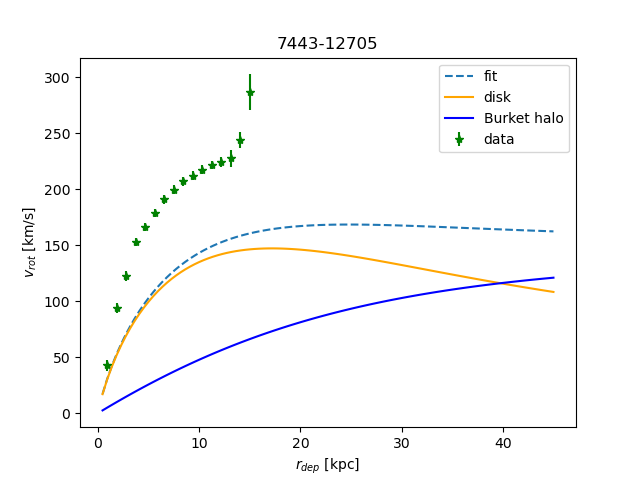 7443-12705
300
250
200
150
100
50
0
v_rot [km/s]
fit
disk
Burket halo
data
0 10 20 30 40
r_dep [kpc]